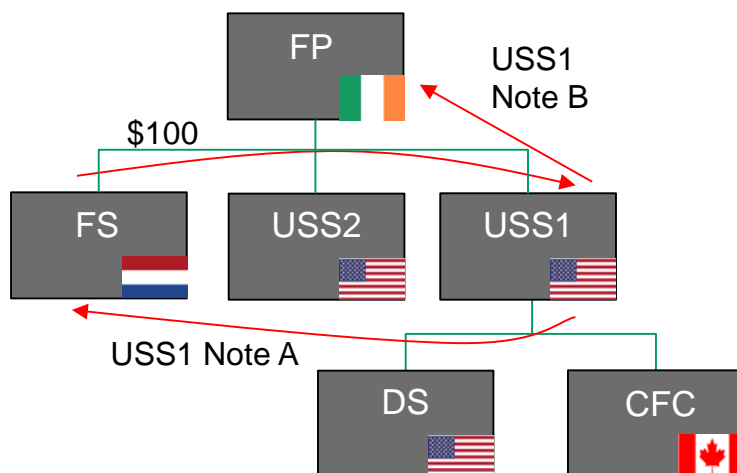 FP
USS1
Note B
$100
FS
USS2
USS1
USS1 Note A
DS
CFC